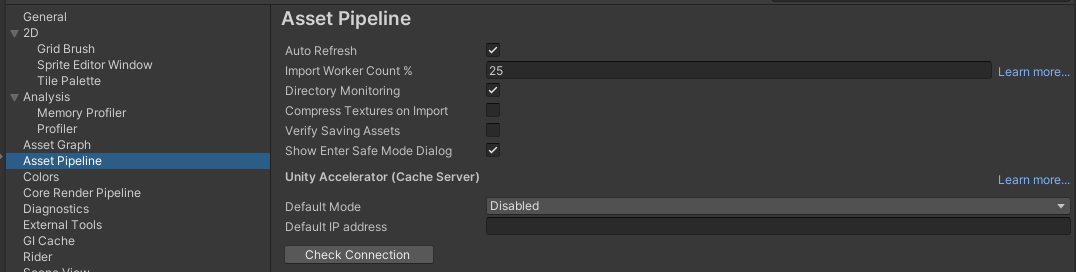 General
2D
Grid Brush
Sprite Editor Window
Tile Palette
Analysis
Memory Profiler
Profiler
Asset Graph
Asset Pipeline
Colors
Core Render Pipeline
Diagnostics
External Tools
GI Cache
Rider
Scene View
Asset Pipeline
Auto Refresh
Import Worker Count % 25 Learn more...
Directory Monitoring
Compress Textures on Import
Verify Saving Assets
Show Enter Safe Mode Dialog
Unity Accelerator (Cache Server) Learn more...
Default Mode Disabled
Default IP address
Check Connection